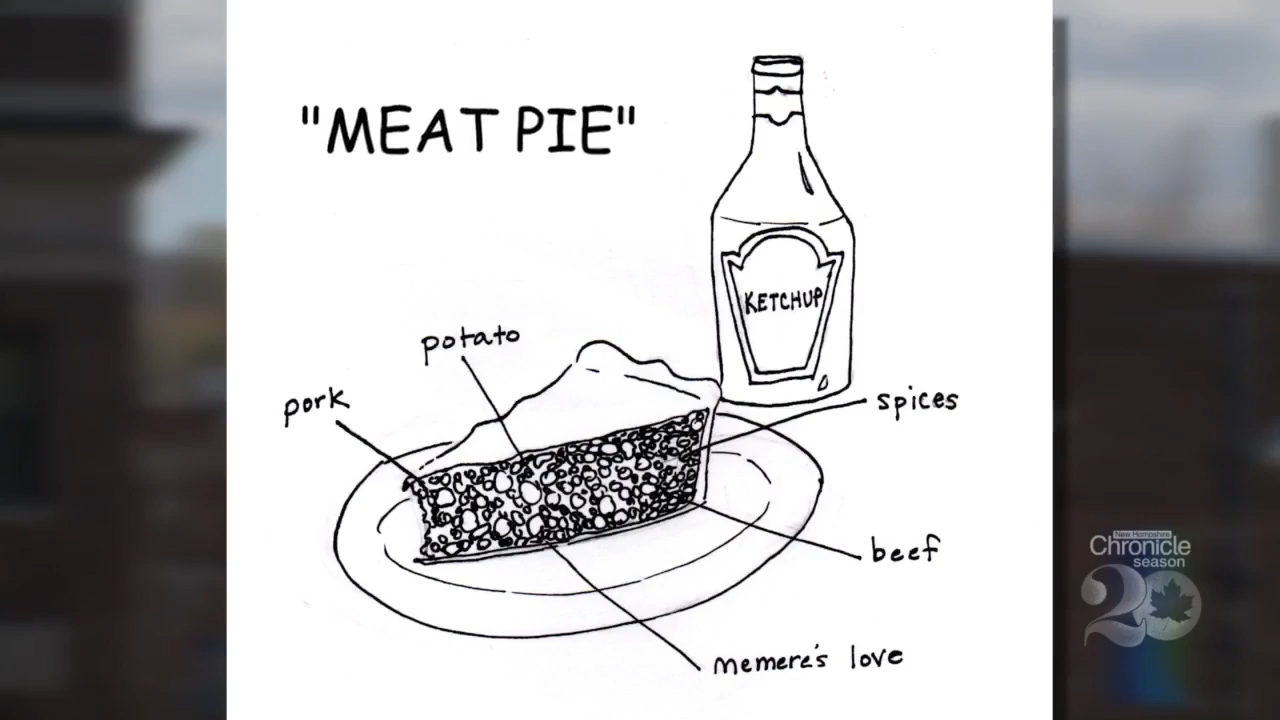 "MEAT PIE"
KETCHUP
potato
pork
spices
beef
memere's love
New Hampshire
Chronicle
season
20